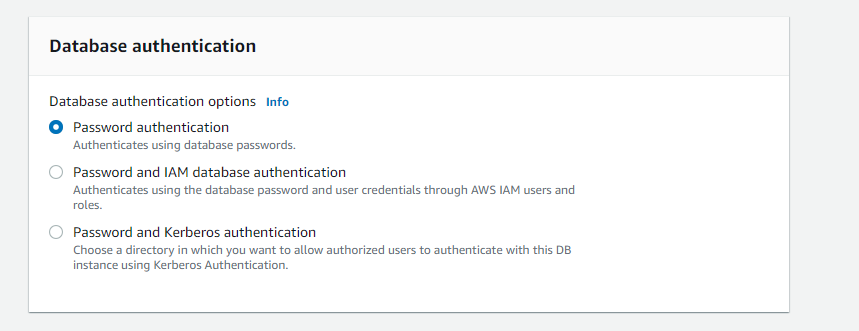 Database authentication
Database authentication options Info
Password authentication
Authenticates using database passwords.
Password and IAM database authentication
Authenticates using the database password and user credentials through AWS IAM users and
roles.
Password and Kerberos authentication
Choose a directory in which you want to allow authorized users to authenticate with this DB
instance using Kerberos Authentication.